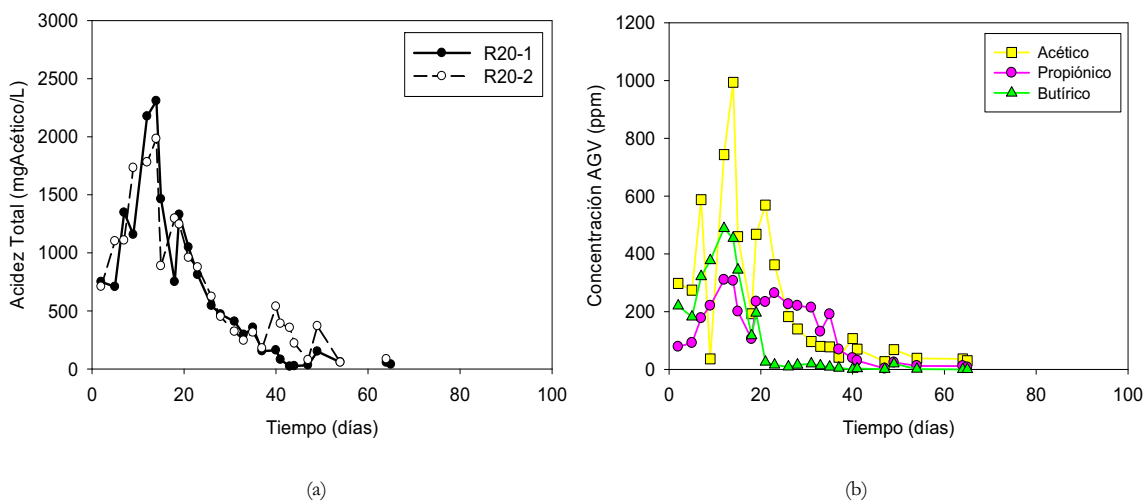 3000
2500
2000
1500
1000
500
0
Acidez Total (mgAcético/L)
R20-1
R20-2
0 20 40 60 80 100
Tiempo (días)
(a)
1200
1000
800
600
400
200
0
Concentración AGV (ppm)
Acético
Propiónico
Butírico
0 20 40 60 80 100
Tiempo (días)
(b)